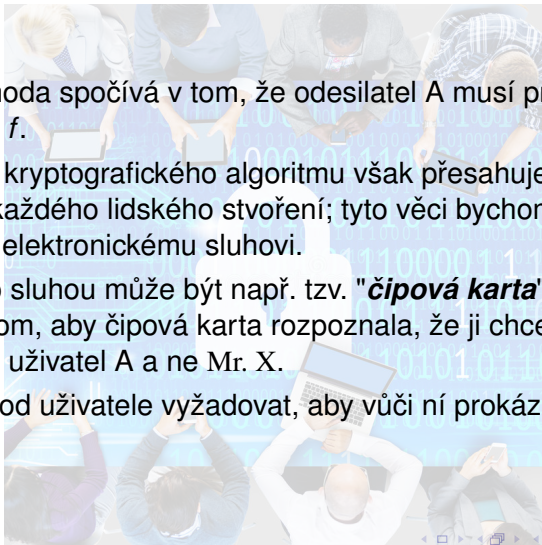 oda spočívá v tom, že odesilatel A musí p
f.
kryptografického algoritmu však přesahuje
každého lidského stvoření; tyto věci bychom
elektronickému sluhovi.
sluhou může být např. tzv. "čipová karta"
om, aby čipová karta rozpoznala, že ji chce
uživatel A a ne Mr. X.
od uživatele vyžadovat, aby vůči ní prokáz